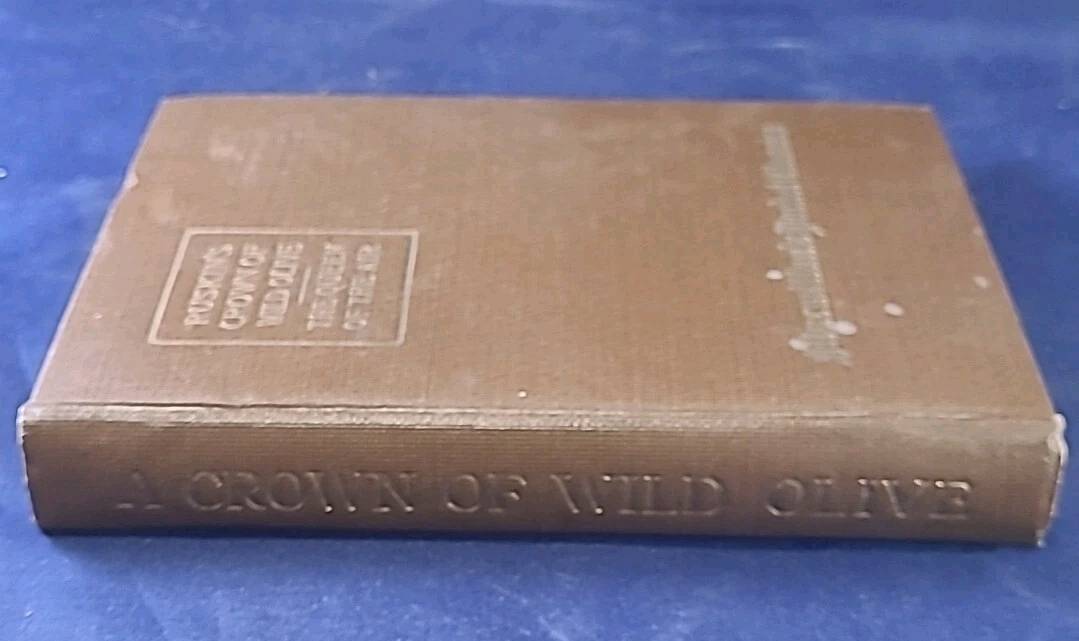 RUSKIN'S
CROWN OF
WILD OLIVE
THE QUEEN
OF THE AIR
A CROWN OF WILD OLIVE